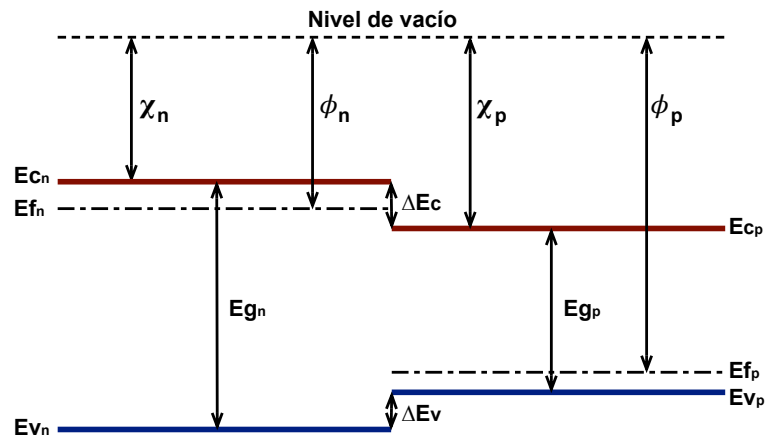 Nivel de vacío
χn
ϕn
χp
ϕp
Ecn
Efn
ΔEc
Ecp
Egn
Egp
Efp
Evp
Evn
ΔEv